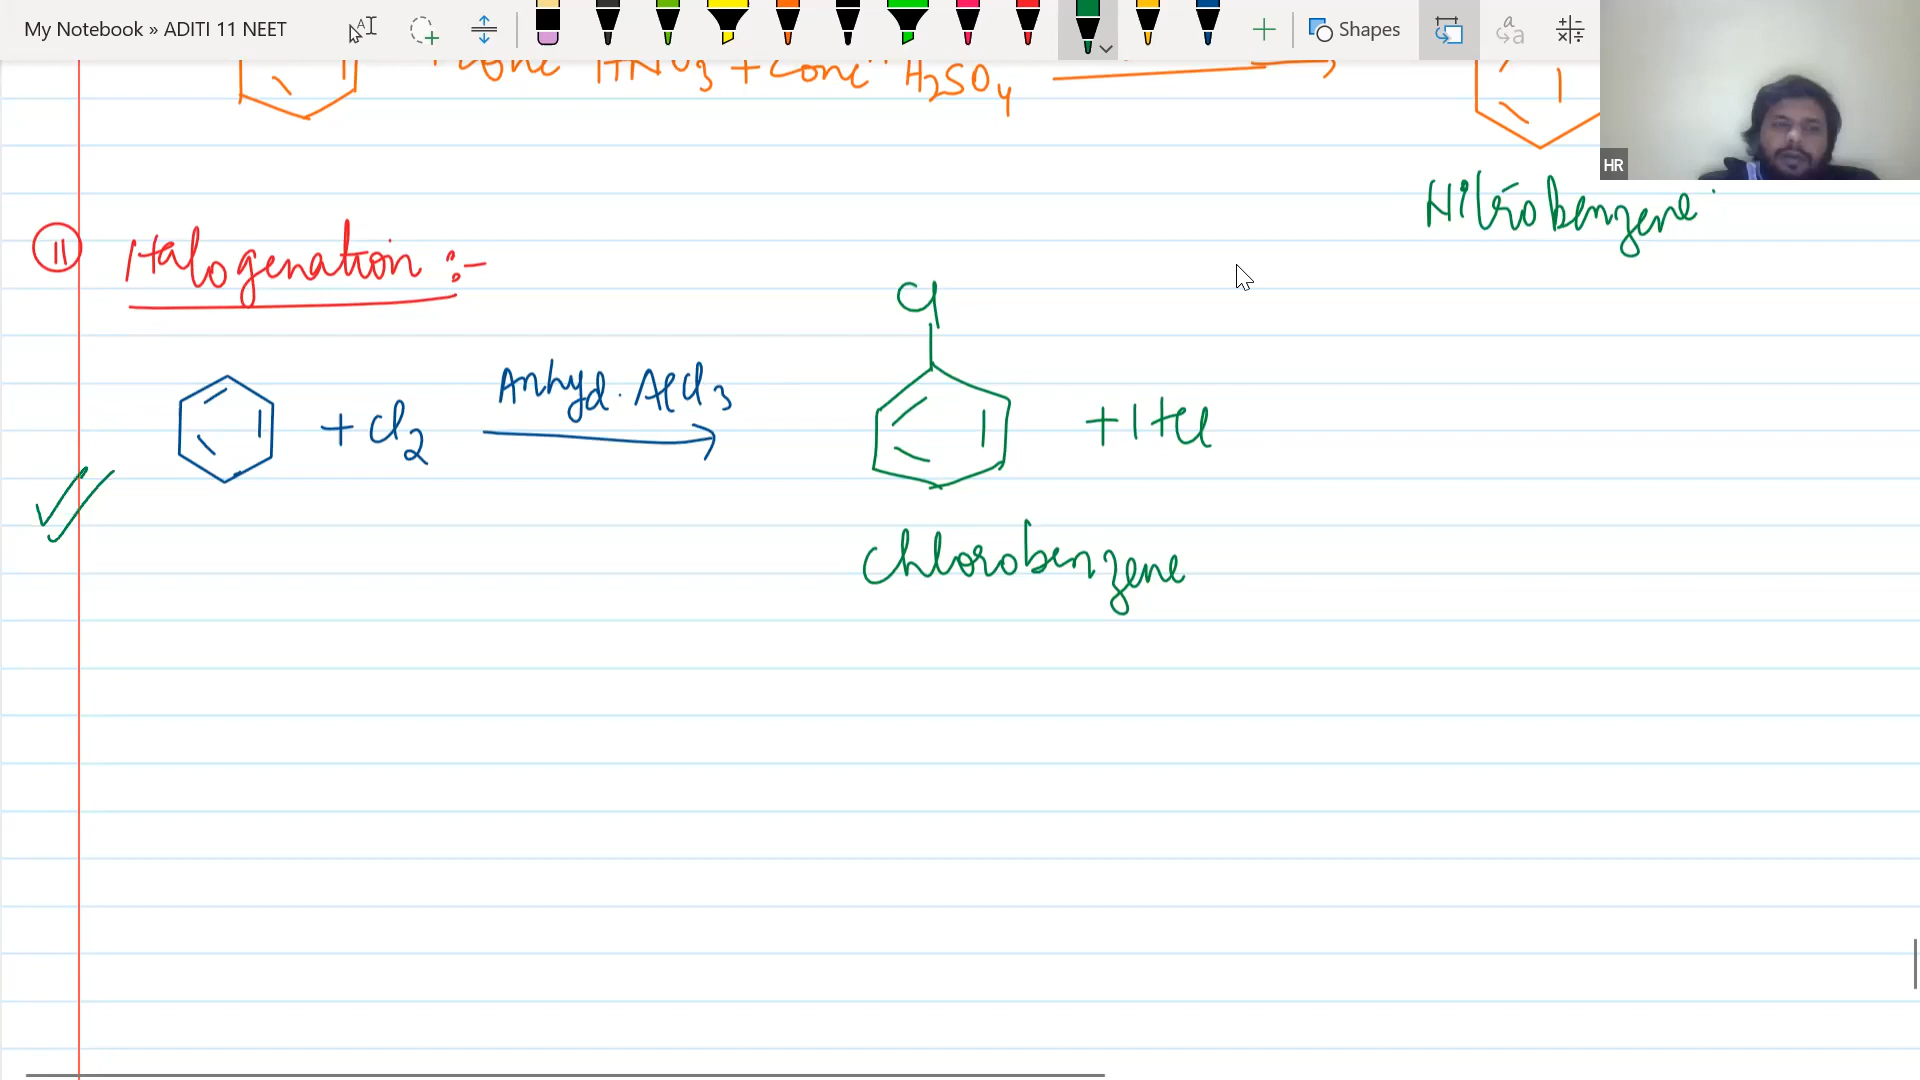 My Notebook » ADITI 11 NEET
Shapes
+ Conc HNO3 + Conc. H2SO4
HR
Nitrobenzene
11 Halogenation :-
Cl
+ Cl2 Anhyd. AlCl3 + HCl
Chlorobenzene